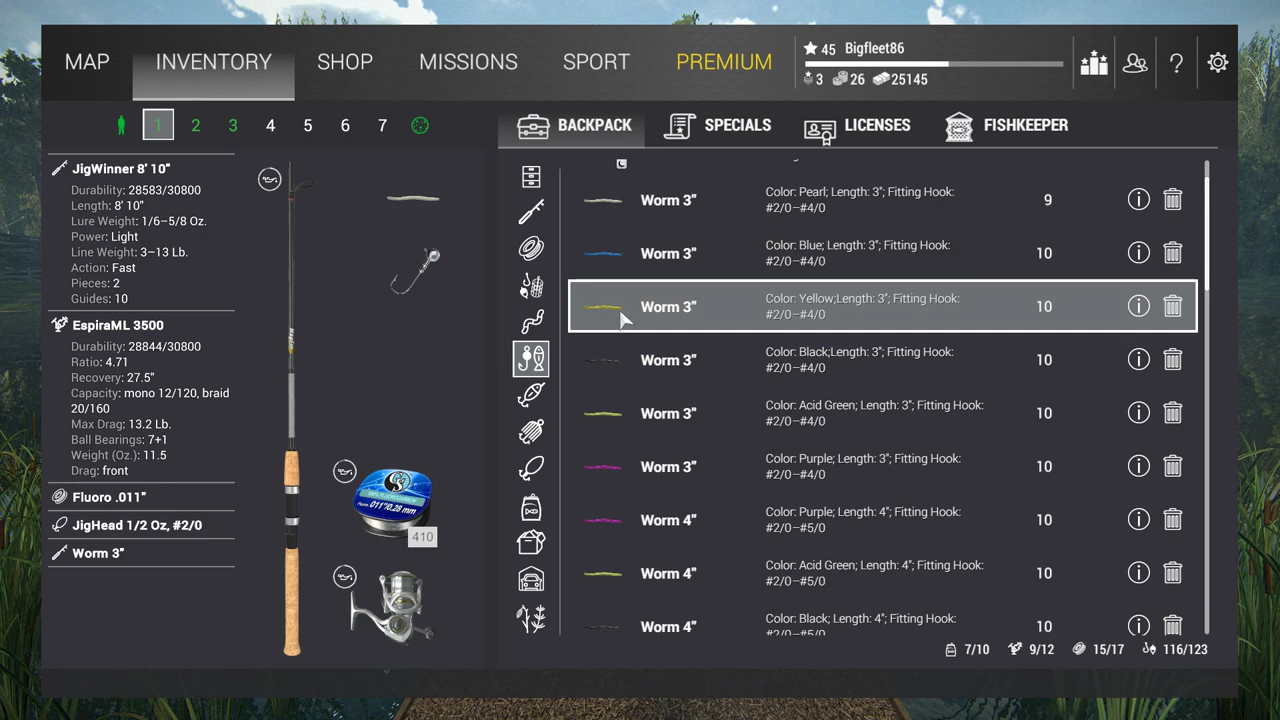 MAP INVENTORY SHOP MISSIONS SPORT PREMIUM
45 Bigfleet86
3 26 25145
1 2 3 4 5 6 7
BACKPACK SPECIALS LICENSES FISHKEEPER
JigWinner 8' 10"
Durability: 28583/30800
Length: 8' 10"
Lure Weight: 1/6–5/8 Oz.
Power: Light
Line Weight: 3–13 Lb.
Action: Fast
Pieces: 2
Guides: 10
EspiraML 3500
Durability: 28844/30800
Ratio: 4.71
Recovery: 27.5"
Capacity: mono 12/120, braid
20/160
Max Drag: 13.2 Lb.
Ball Bearings: 7+1
Weight (Oz.): 11.5
Drag: front
Fluoro .011"
JigHead 1/2 Oz, #2/0
Worm 3"
410
Worm 3" Color: Pearl; Length: 3"; Fitting Hook: 9
#2/0–#4/0
Worm 3" Color: Blue; Length: 3"; Fitting Hook: 10
#2/0–#4/0
Worm 3" Color: Yellow;Length: 3"; Fitting Hook: 10
#2/0–#4/0
Worm 3" Color: Black;Length: 3"; Fitting Hook: 10
#2/0–#4/0
Worm 3" Color: Acid Green; Length: 3"; Fitting Hook: 10
#2/0–#4/0
Worm 3" Color: Purple; Length: 3"; Fitting Hook: 10
#2/0–#4/0
Worm 4" Color: Purple; Length: 4"; Fitting Hook: 10
#2/0–#5/0
Worm 4" Color: Acid Green; Length: 4"; Fitting Hook: 10
#2/0–#5/0
Worm 4" Color: Black; Length: 4"; Fitting Hook: 10
#2/0–#5/0
7/10 9/12 15/17 116/123